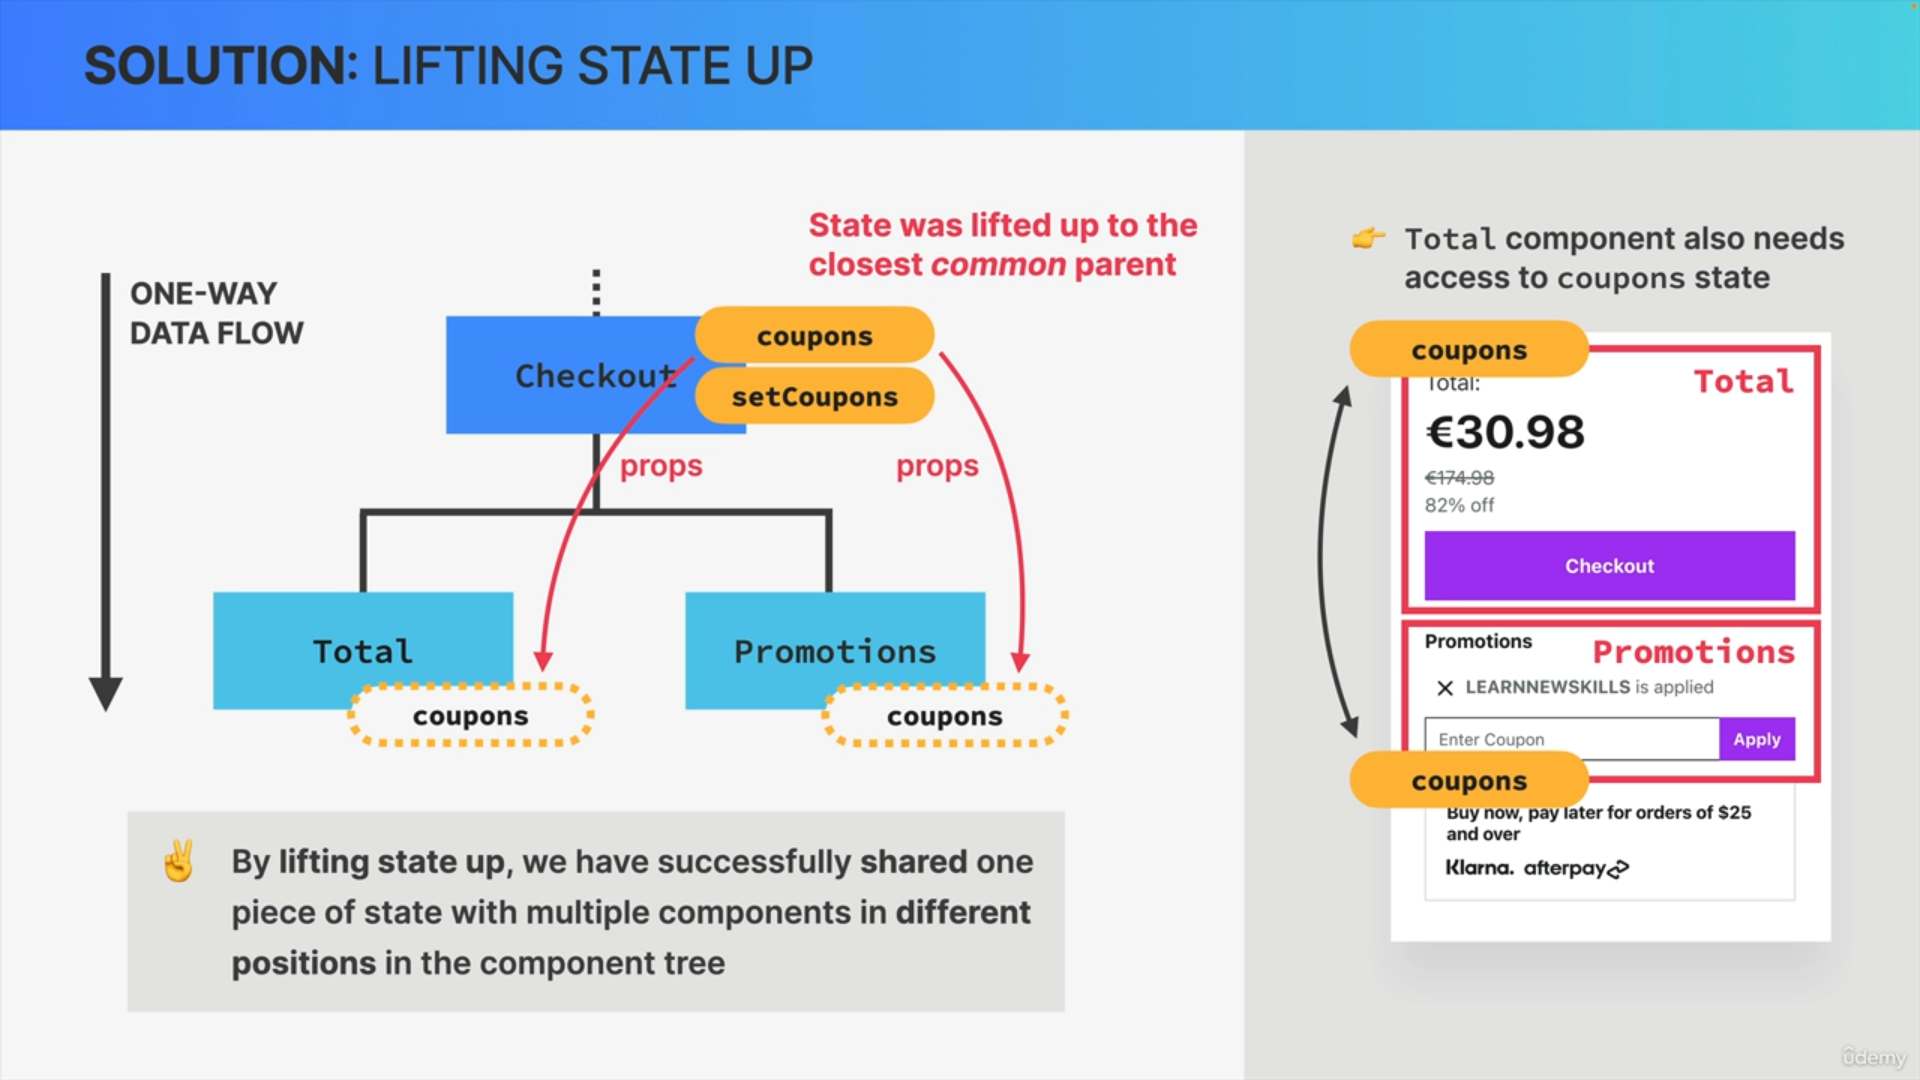 SOLUTION: LIFTING STATE UP
ONE-WAY
DATA FLOW
State was lifted up to the
closest common parent
Checkout
coupons
setCoupons
props
props
Total
coupons
Promotions
coupons
✌️ By lifting state up, we have successfully shared one
piece of state with multiple components in different
positions in the component tree
👉 Total component also needs
access to coupons state
coupons
Total:
Total
€30.98
€174.98
82% off
Checkout
Promotions
Promotions
LEARNNEWSKILLS is applied
Enter Coupon
Apply
coupons
Buy now, pay later for orders of $25
and over
Klarna. afterpay
ûdemy